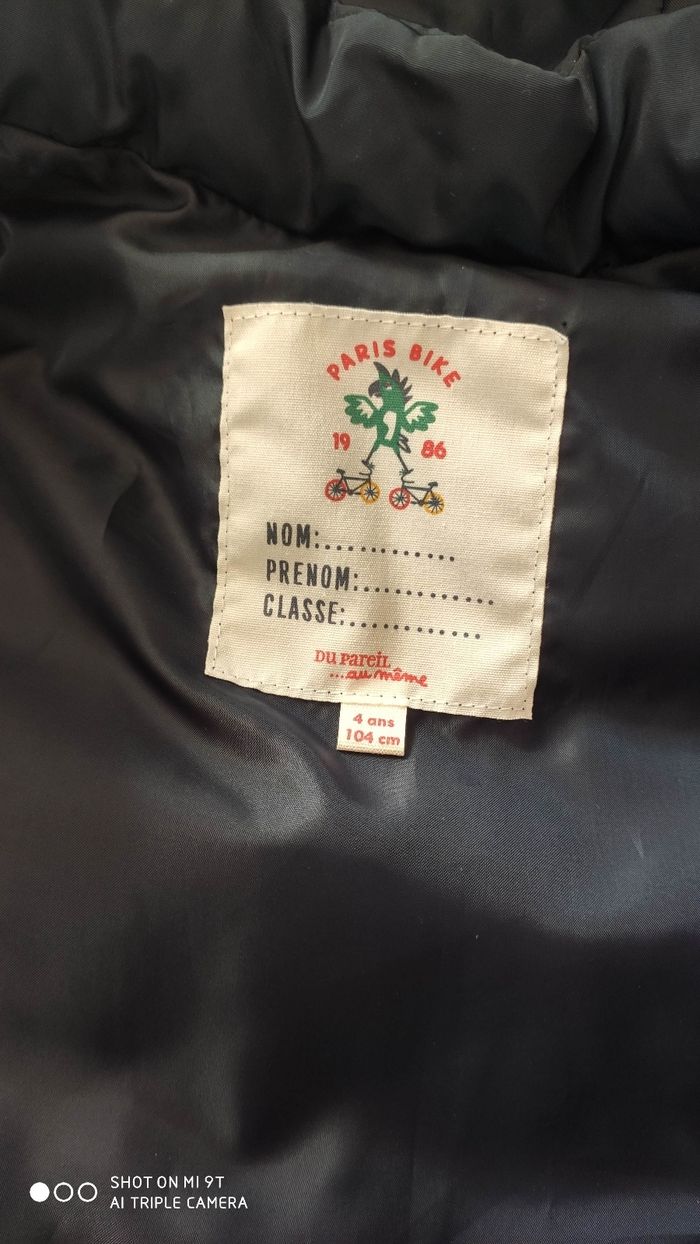 PARIS BIKE
19 86
NOM:............
PRENOM:............
CLASSE:............
DU PAREIL
...au même
4 ans
104 cm
SHOT ON MI 9T
AI TRIPLE CAMERA